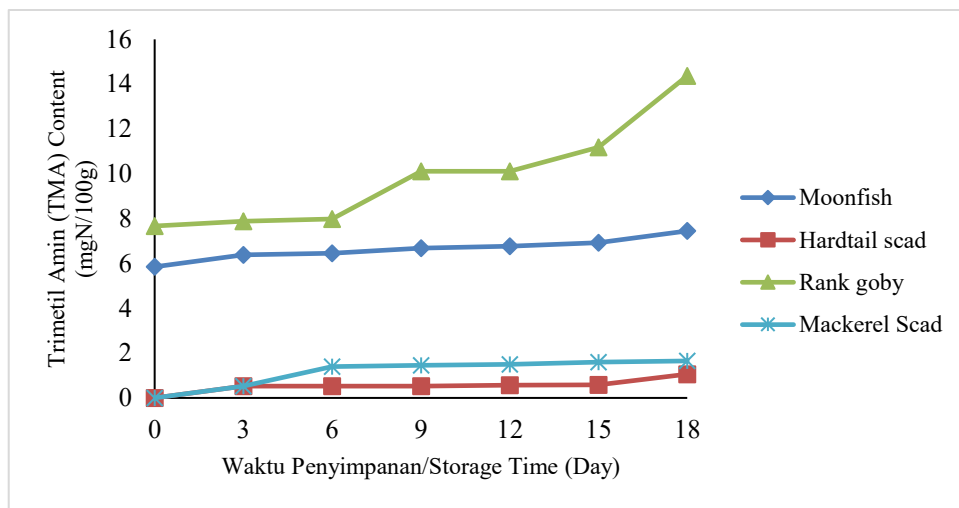 Trimetil Amin (TMA) Content
(mgN/100g)
16
14
12
10
8
6
4
2
0
0 3 6 9 12 15 18
Waktu Penyimpanan/Storage Time (Day)
Moonfish
Hardtail scad
Rank goby
Mackerel Scad